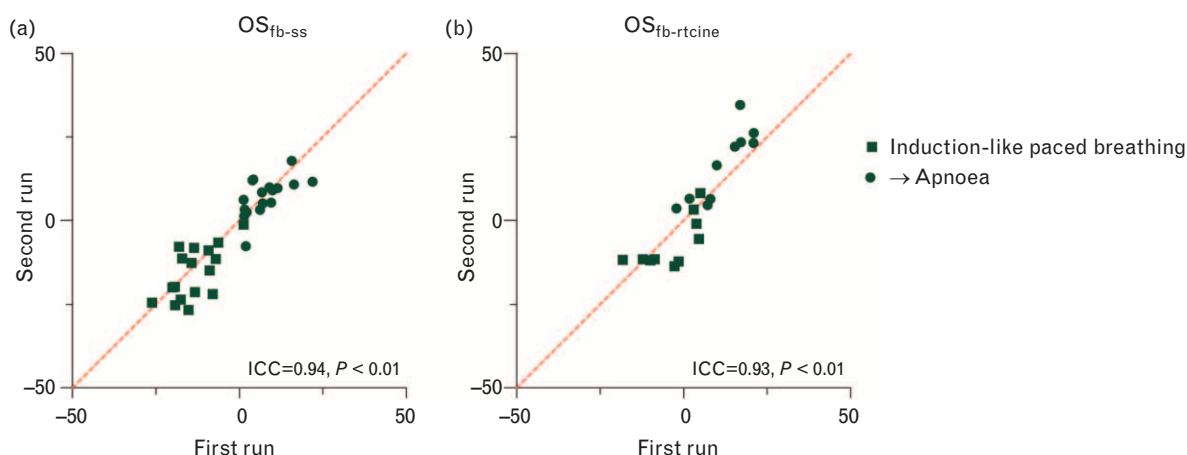 (a) OSfb-ss
50
0
–50
Second run
–50 0 50
First run
ICC=0.94, P < 0.01
(b) OSfb-rtcine
50
0
–50
Second run
–50 0 50
First run
ICC=0.93, P < 0.01
Induction-like paced breathing
→ Apnoea